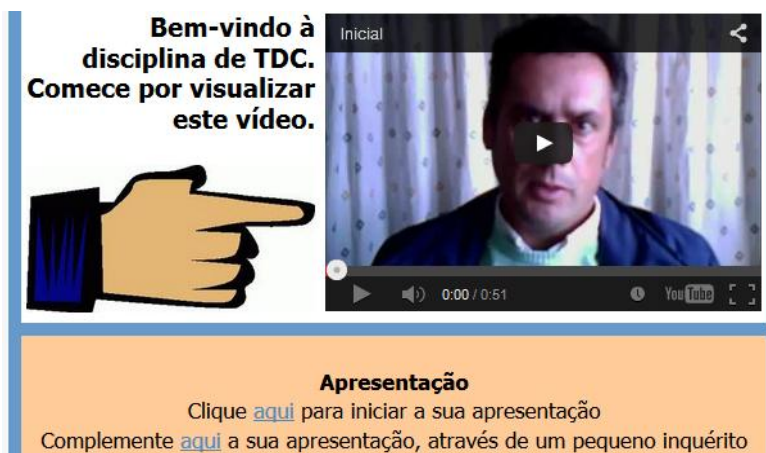 Bem-vindo à
disciplina de TDC.
Comece por visualizar
este vídeo.
Inicial
0:00 / 0:51
YouTube
Apresentação
Clique aqui para iniciar a sua apresentação
Complemente aqui a sua apresentação, através de um pequeno inquérito